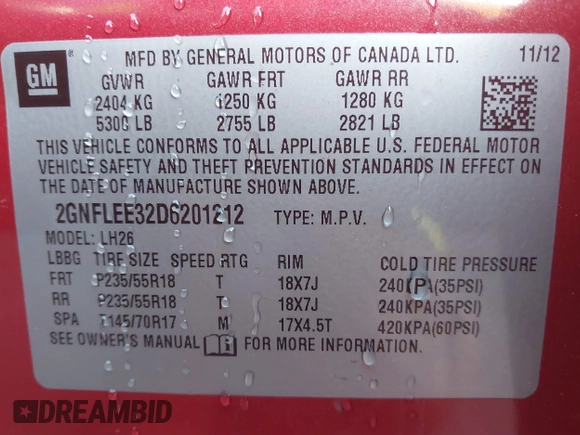 GM
MFD BY GENERAL MOTORS OF CANADA LTD. 11/12
GVWR GAWR FRT GAWR RR
2404 KG 1250 KG 1280 KG
5300 LB 2755 LB 2821 LB
THIS VEHICLE CONFORMS TO ALL APPLICABLE U.S. FEDERAL MOTOR
VEHICLE SAFETY AND THEFT PREVENTION STANDARDS IN EFFECT ON
THE DATE OF MANUFACTURE SHOWN ABOVE.
2GNFLEE32D6201212 TYPE: M.P.V.
MODEL: LH26
LBBG TIRE SIZE SPEED RTG RIM COLD TIRE PRESSURE
FRT P235/55R18 T 18X7J 240KPA(35PSI)
RR P235/55R18 T 18X7J 240KPA(35PSI)
SPA T145/70R17 M 17X4.5T 420KPA(60PSI)
SEE OWNER'S MANUAL FOR MORE INFORMATION.
DREAMBID